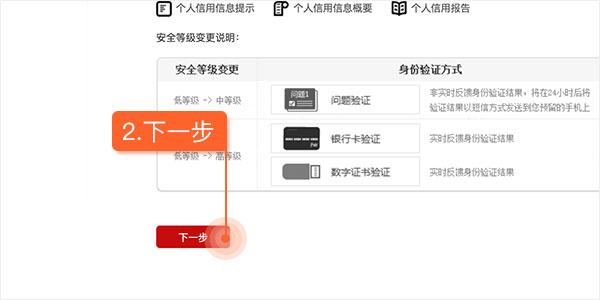 个人信用信息提示 个人信用信息概要 个人信用报告
安全等级变更说明：
安全等级变更 身份验证方式
低等级 -> 中等级 问题1 问题验证 非实时反馈身份验证结果，将在24小时后将
验证结果以短信方式发送到您预留的手机上
2.下一步
银行卡验证 实时反馈身份验证结果
低等级 -> 高等级
数字证书验证 实时反馈身份验证结果
下一步